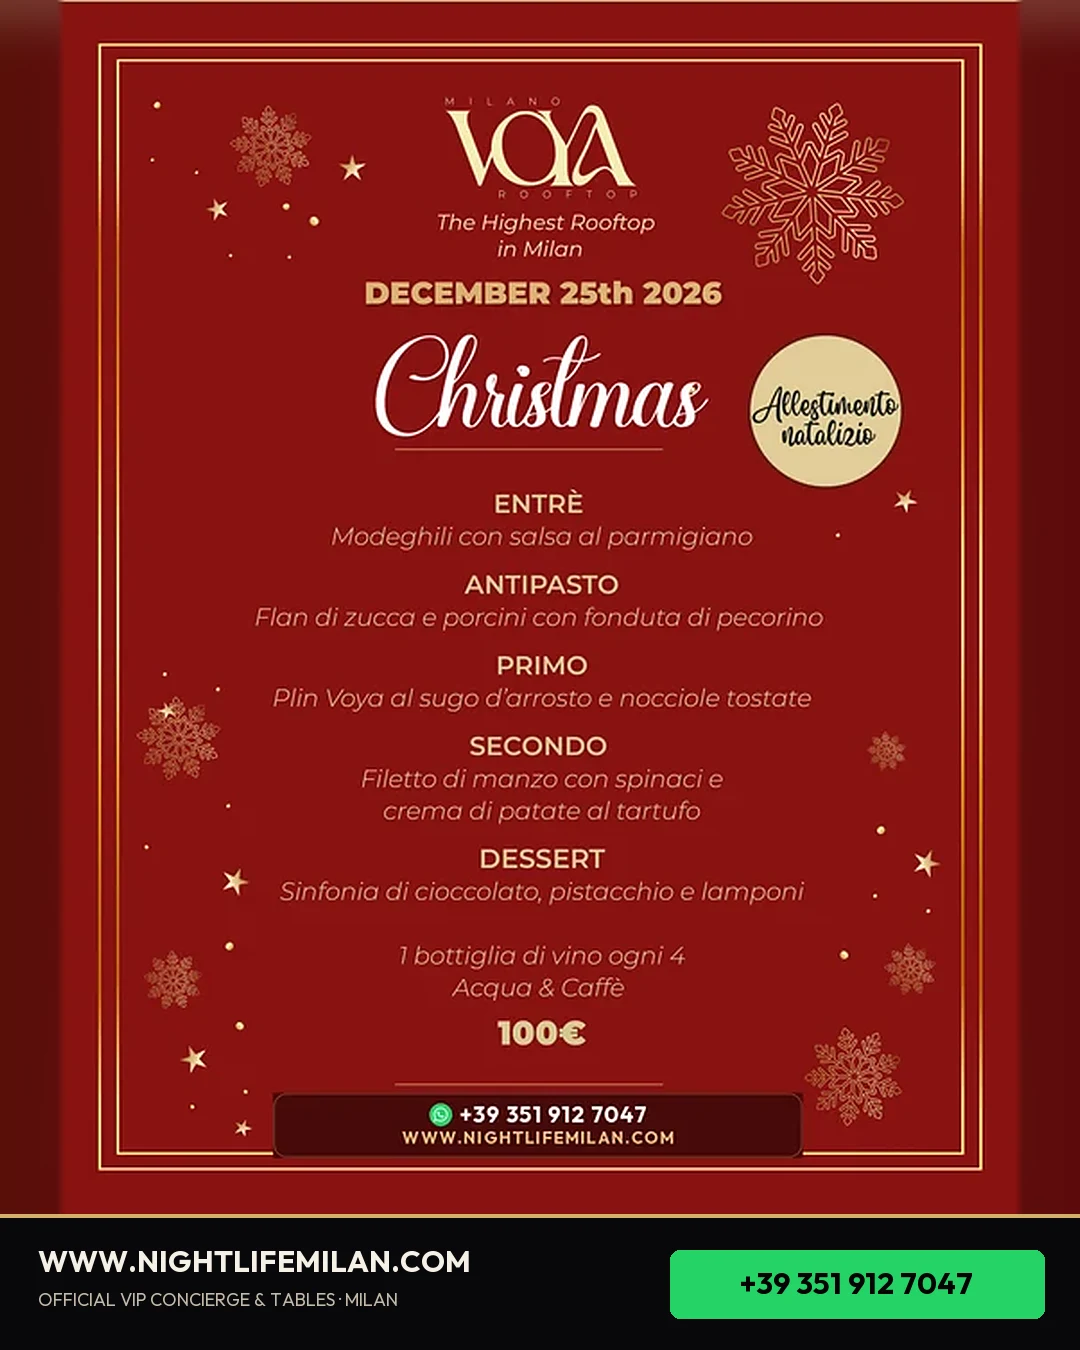 MILANO
VOYA
ROOFTOP
The Highest Rooftop
in Milan
DECEMBER 25th 2026
Christmas
Allestimento
natalizio
ENTRÈ
Modeghili con salsa al parmigiano
ANTIPASTO
Flan di zucca e porcini con fonduta di pecorino
PRIMO
Plin Voya al sugo d'arrosto e nocciole tostate
SECONDO
Filetto di manzo con spinaci e
crema di patate al tartufo
DESSERT
Sinfonia di cioccolato, pistacchio e lamponi
1 bottiglia di vino ogni 4
Acqua & Caffè
100€
+39 351 912 7047
WWW.NIGHTLIFEMILAN.COM
WWW.NIGHTLIFEMILAN.COM
OFFICIAL VIP CONCIERGE & TABLES · MILAN
+39 351 912 7047